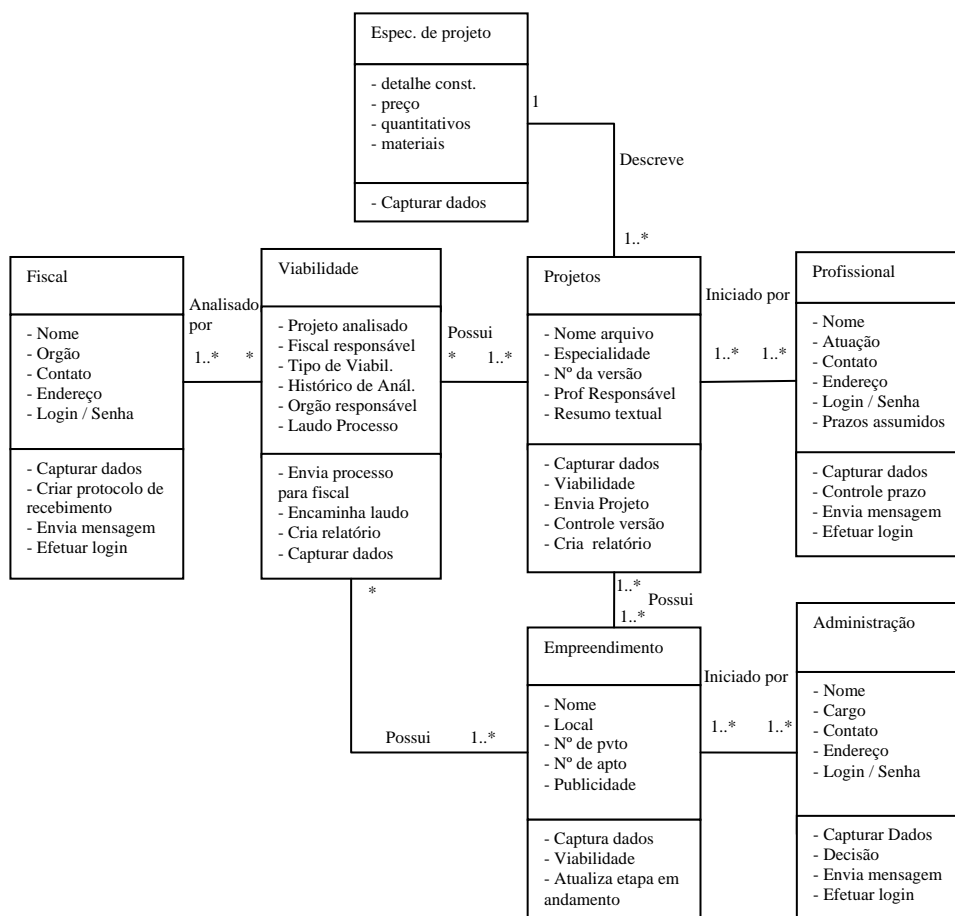 Espec. de projeto
- detalhe const.
- preço
- quantitativos
- materiais
- Capturar dados
1
Descreve
1..*
Fiscal
- Nome
- Orgão
- Contato
- Endereço
- Login / Senha
- Capturar dados
- Criar protocolo de
recebimento
- Envia mensagem
- Efetuar login
Analisado
por
1..* *
Viabilidade
- Projeto analisado
- Fiscal responsável
- Tipo de Viabil.
- Histórico de Anál.
- Orgão responsável
- Laudo Processo
- Envia processo
para fiscal
- Encaminha laudo
- Cria relatório
- Capturar dados
Possui
* 1..*
Projetos
- Nome arquivo
- Especialidade
- Nº da versão
- Prof Responsável
- Resumo textual
- Capturar dados
- Viabilidade
- Envia Projeto
- Controle versão
- Cria relatório
Iniciado por
1..* 1..*
Profissional
- Nome
- Atuação
- Contato
- Endereço
- Login / Senha
- Prazos assumidos
- Capturar dados
- Controle prazo
- Envia mensagem
- Efetuar login
*
Possui 1..*
1..*
Possui
1..*
Empreendimento
- Nome
- Local
- Nº de pvto
- Nº de apto
- Publicidade
- Captura dados
- Viabilidade
- Atualiza etapa em
andamento
Iniciado por
1..* 1..*
Administração
- Nome
- Cargo
- Contato
- Endereço
- Login / Senha
- Capturar Dados
- Decisão
- Envia mensagem
- Efetuar login